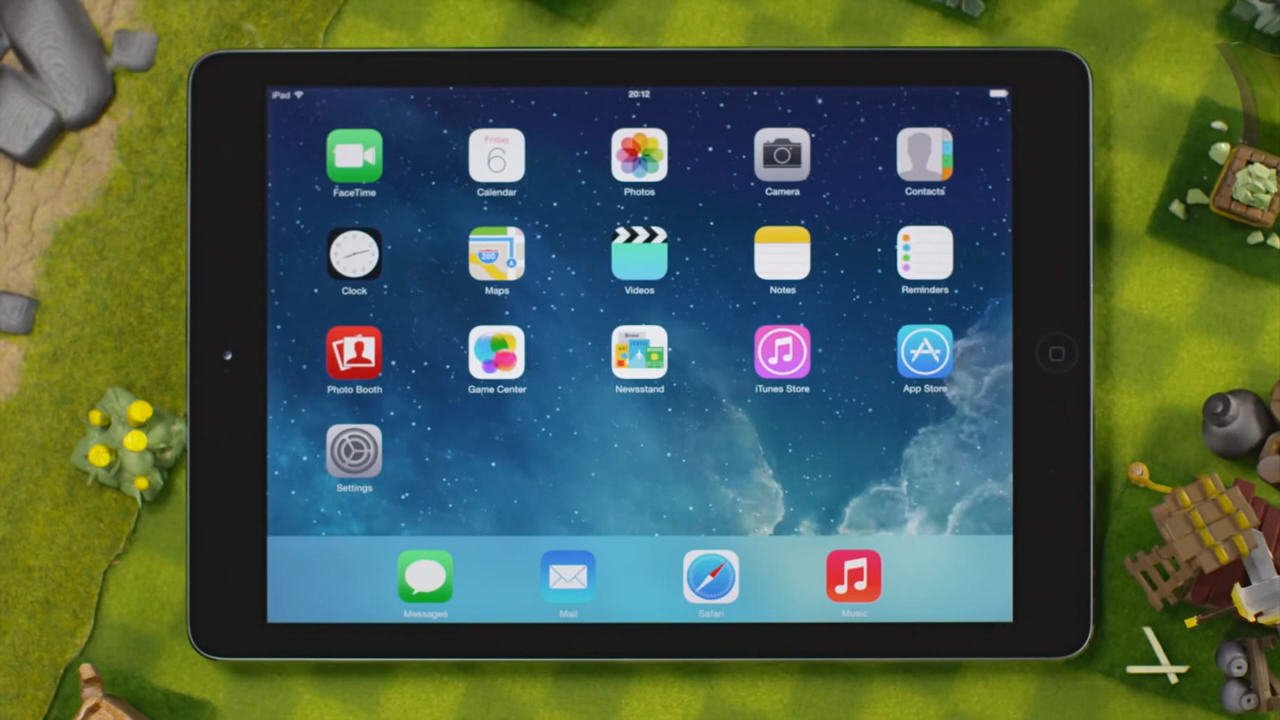 iPad
20:12
FaceTime
Friday
6
Calendar
Photos
Camera
Contacts
Clock
280
Maps
Videos
Notes
Reminders
Photo Booth
Game Center
Newsstand
iTunes Store
App Store
Settings
Messages
Mail
Safari
Music